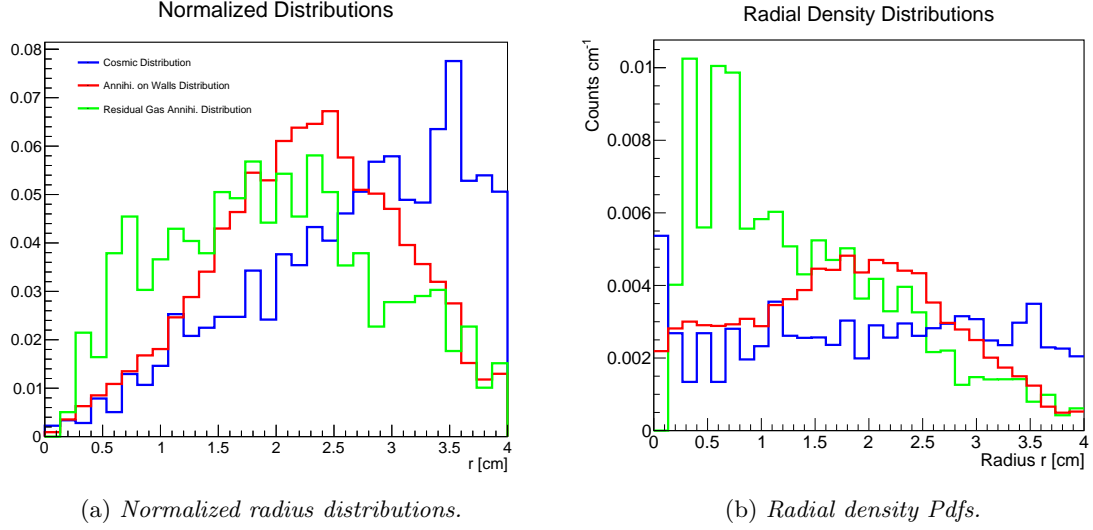 Normalized Distributions
0.08
0.07
0.06
0.05
0.04
0.03
0.02
0.01
0
Cosmic Distribution
Annihi. on Walls Distribution
Residual Gas Annihi. Distribution
0 0.5 1 1.5 2 2.5 3 3.5 4
r [cm]
(a) Normalized radius distributions.
Radial Density Distributions
Counts cm-1
0.01
0.008
0.006
0.004
0.002
0
0 0.5 1 1.5 2 2.5 3 3.5 4
Radius r [cm]
(b) Radial density Pdfs.